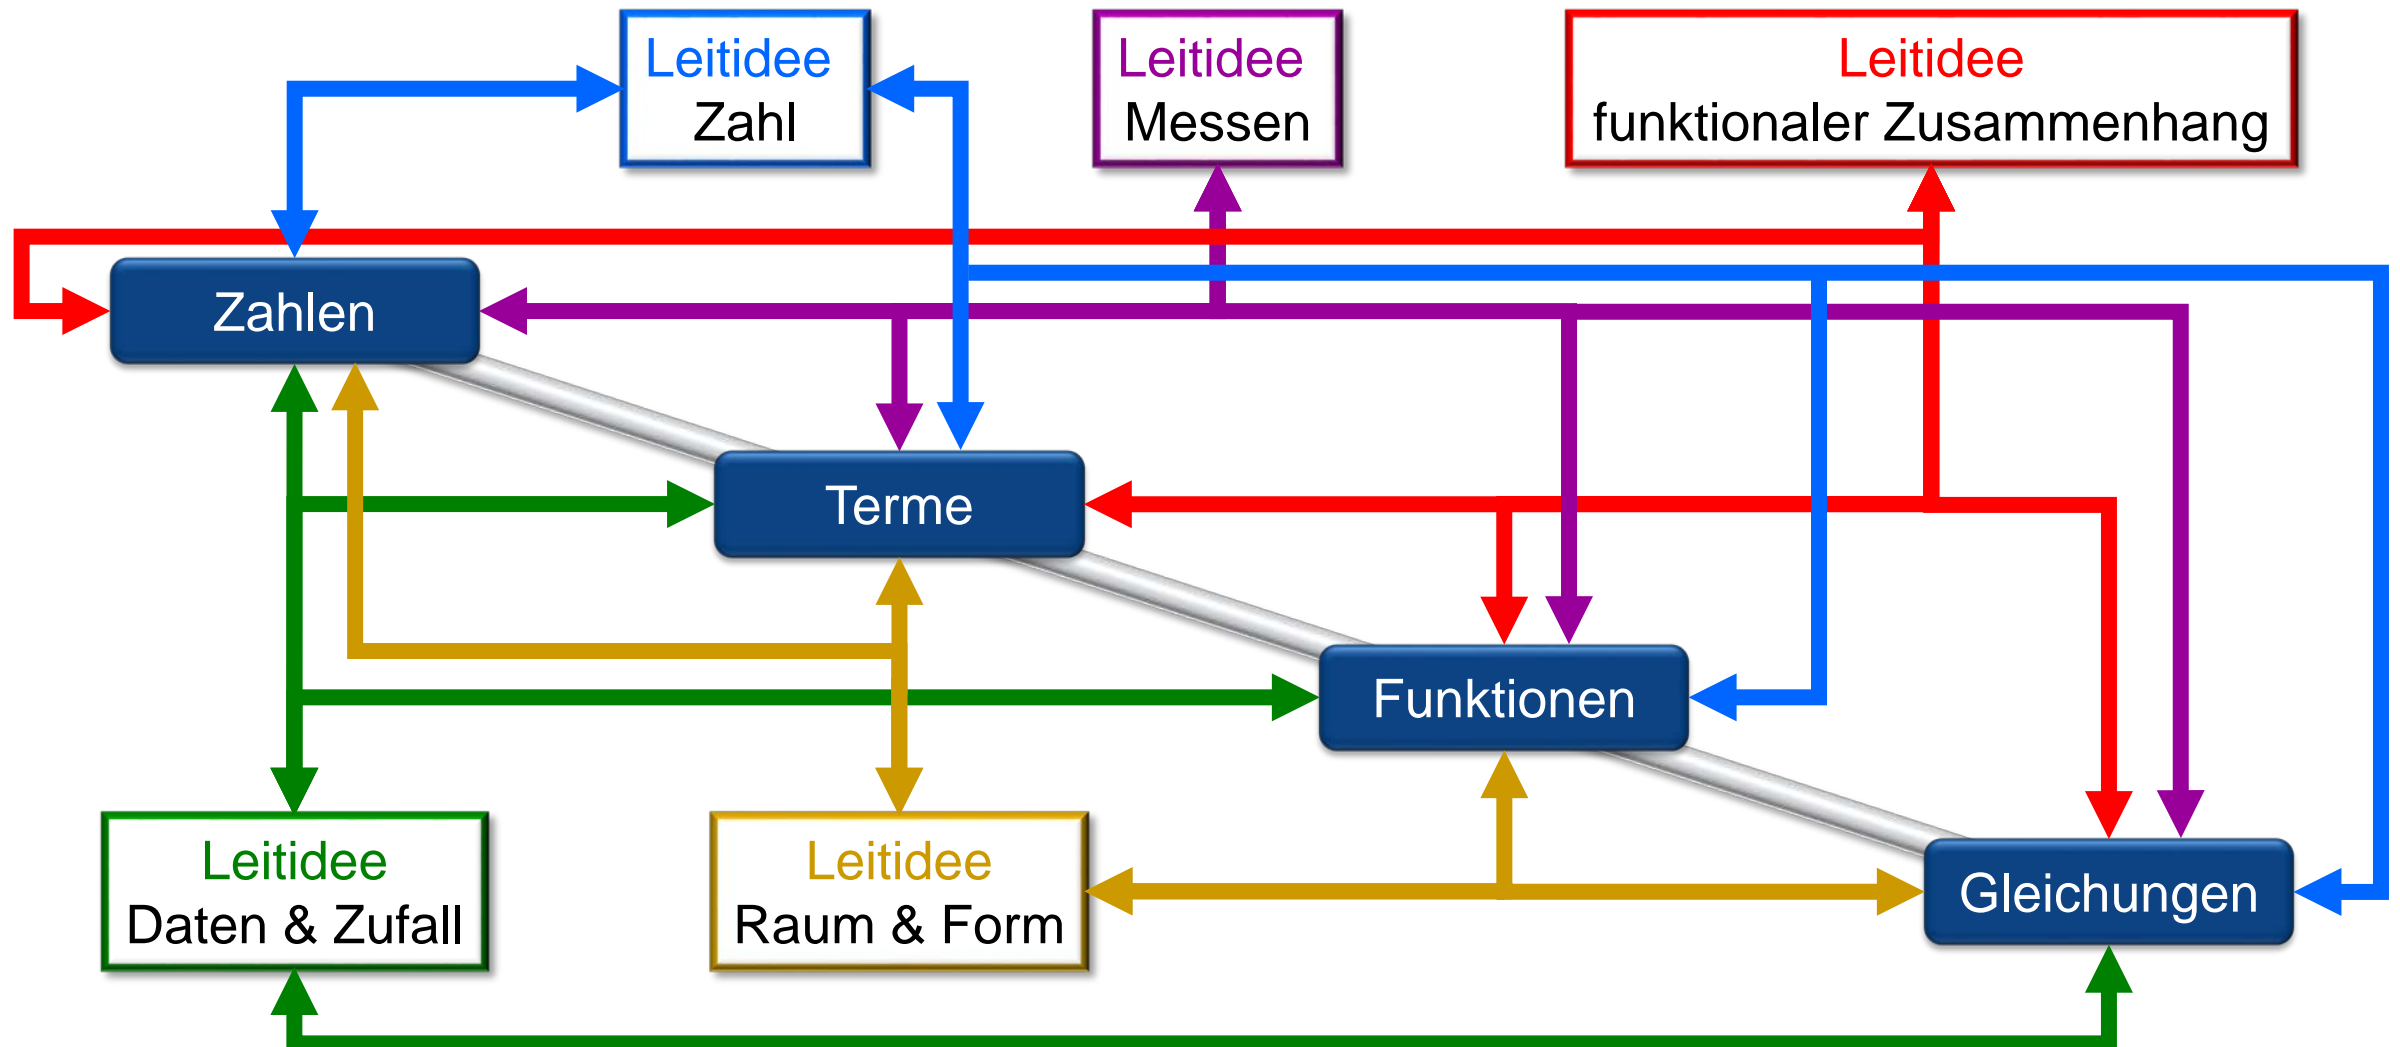 Leitidee
Zahl
Leitidee
Messen
Leitidee
funktionaler Zusammenhang
Zahlen
Terme
Funktionen
Gleichungen
Leitidee
Daten & Zufall
Leitidee
Raum & Form